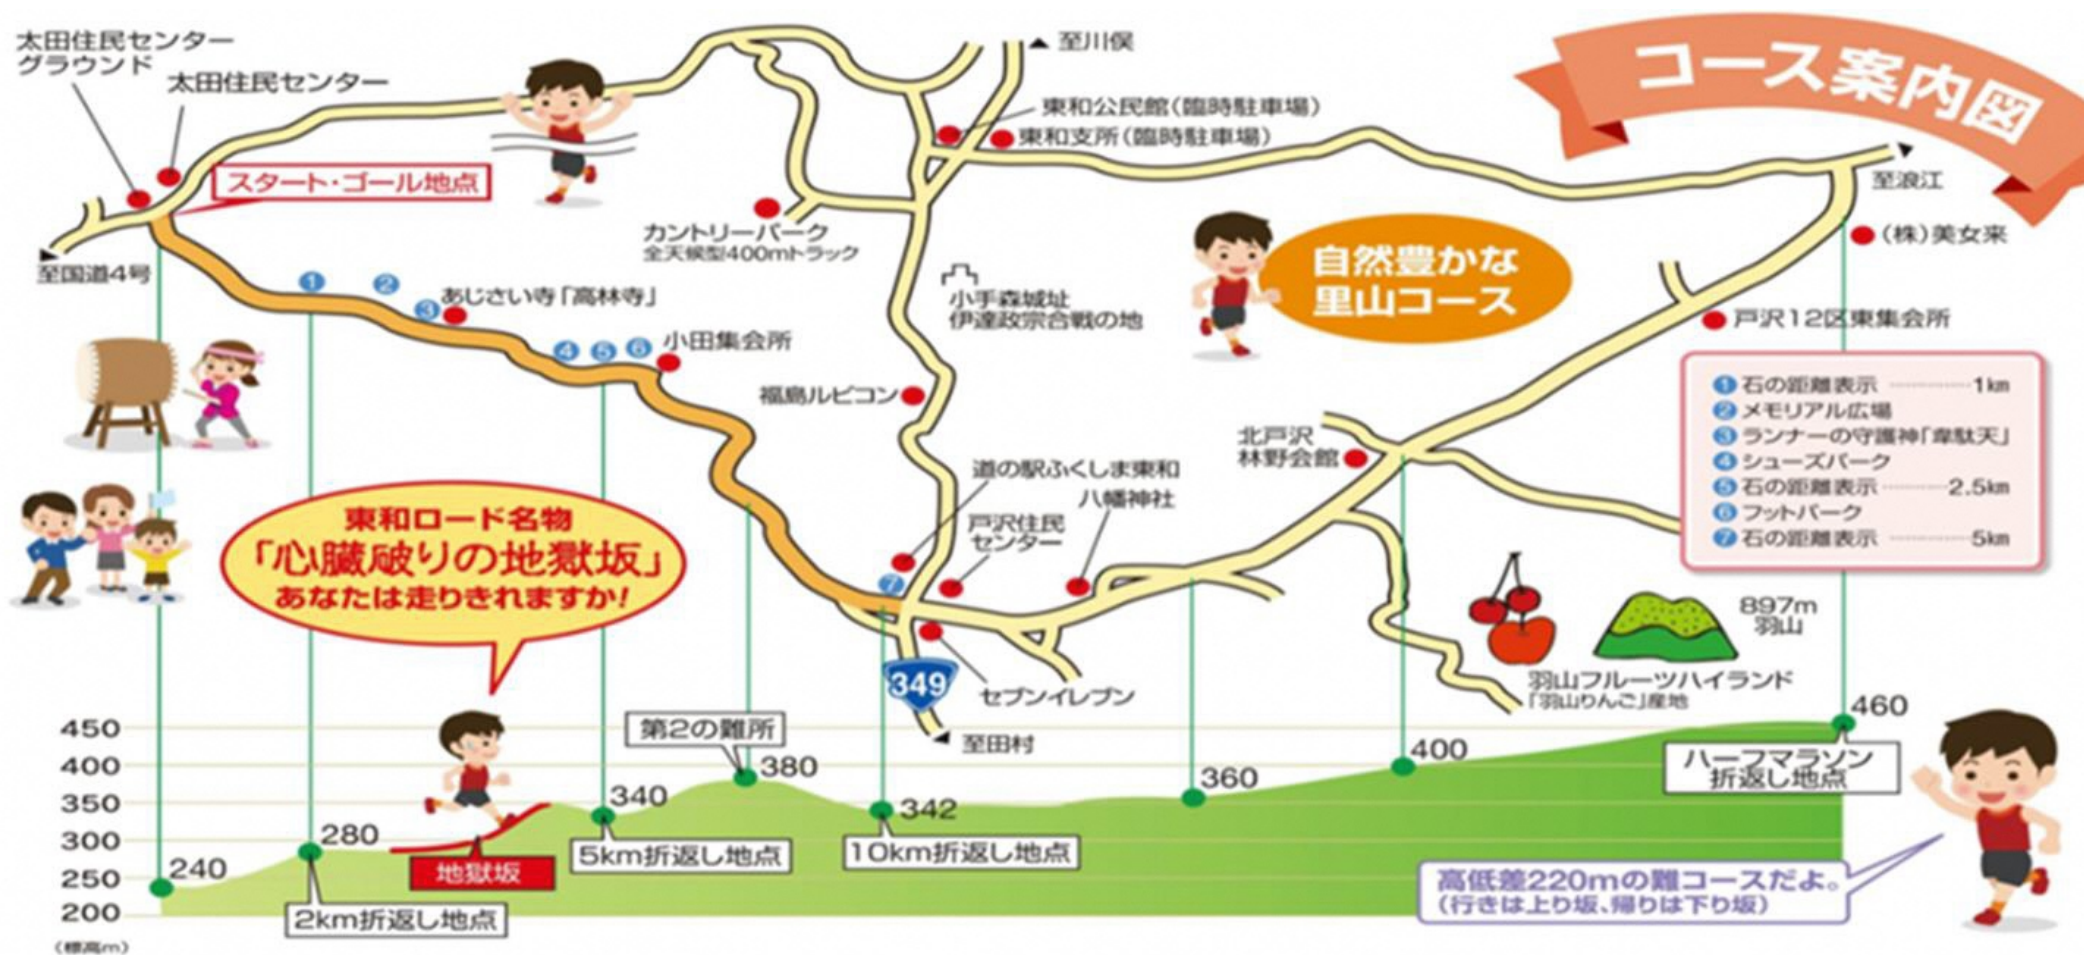 コース案内図
太田住民センター
グラウンド
太田住民センター
スタート・ゴール地点
至国道4号
至川俣
東和公民館(臨時駐車場)
東和支所(臨時駐車場)
至浪江
(株)美女来
カントリーパーク
全天候型400mトラック
自然豊かな
里山コース
小手森城址
伊達政宗合戦の地
1
2
3
あじさい寺「高林寺」
4
5
6
小田集会所
福島ルビコン
戸沢12区東集会所
北戸沢
林野会館
道の駅ふくしま東和
八幡神社
戸沢住民
センター
7
349
セブンイレブン
至田村
1 石の距離表示 ………… 1km
2 メモリアル広場
3 ランナーの守護神「韋駄天」
4 シューズパーク
5 石の距離表示 ……… 2.5km
6 フットパーク
7 石の距離表示 ………… 5km
東和ロード名物
「心臓破りの地獄坂」
あなたは走りきれますか!
897m
羽山
羽山フルーツハイランド
「羽山りんご」産地
450
400
350
300
250
200
(標高m)
240
280
2km折返し地点
地獄坂
340
5km折返し地点
第2の難所
380
342
10km折返し地点
360
400
460
ハーフマラソン
折返し地点
高低差220mの難コースだよ。
(行きは上り坂、帰りは下り坂)